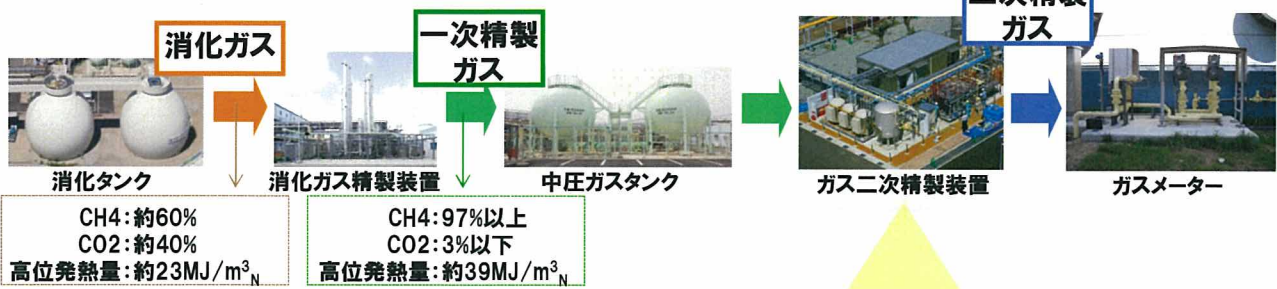 消化ガス
一次精製
ガス
二次精製
ガス
消化タンク
消化ガス精製装置
中圧ガスタンク
ガス二次精製装置
ガスメーター
CH4:約60%
CO2:約40%
高位発熱量:約23MJ/m³N
CH4:97%以上
CO2:3%以下
高位発熱量:約39MJ/m³N